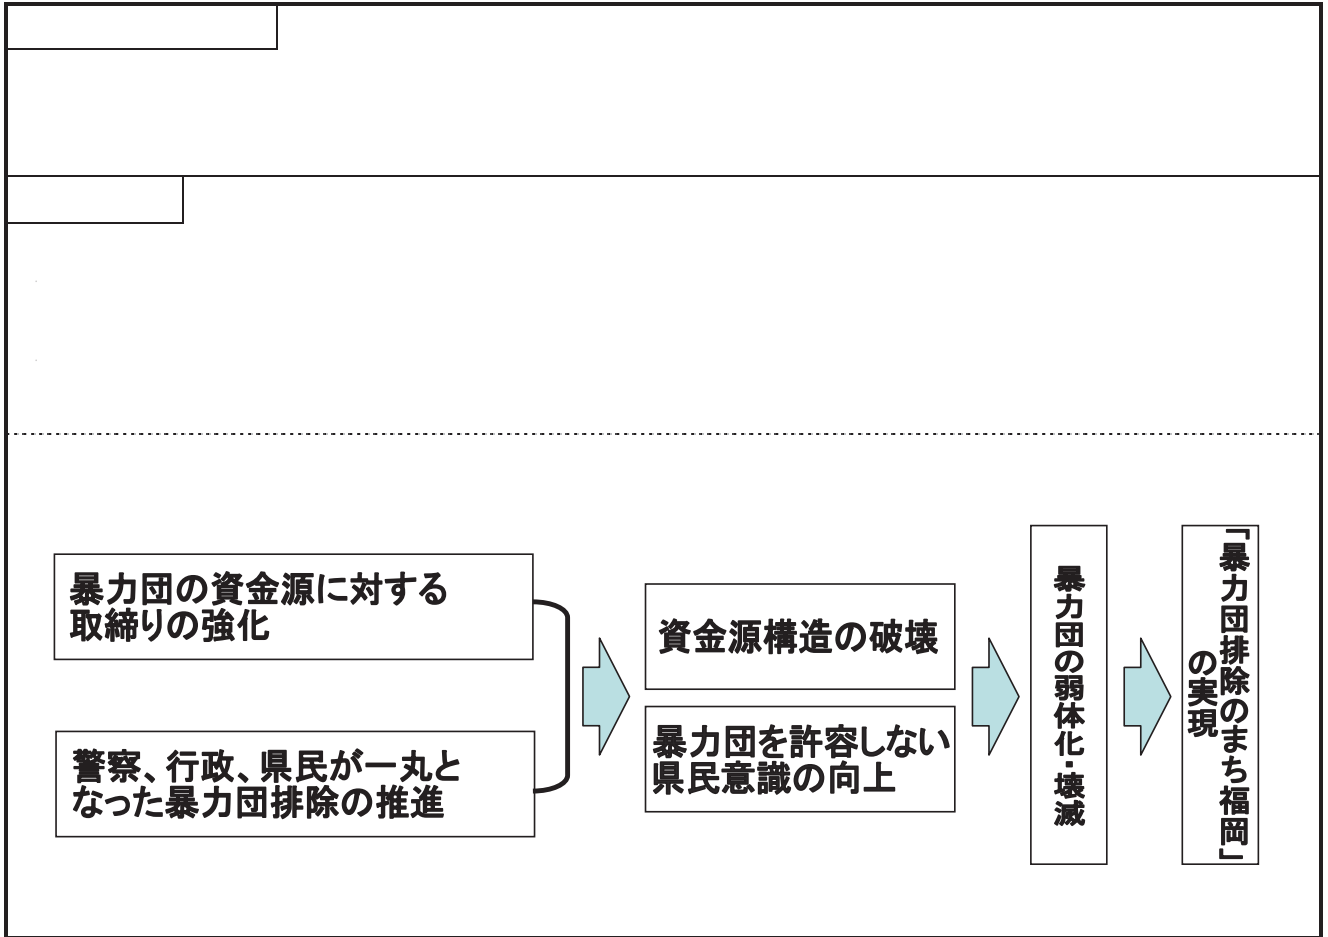 暴力団の資金源に対する
取締りの強化
警察、行政、県民が一丸と
なった暴力団排除の推進
資金源構造の破壊
暴力団を許容しない
県民意識の向上
暴力団の弱体化・壊滅
「暴力団排除のまち福岡」
の実現